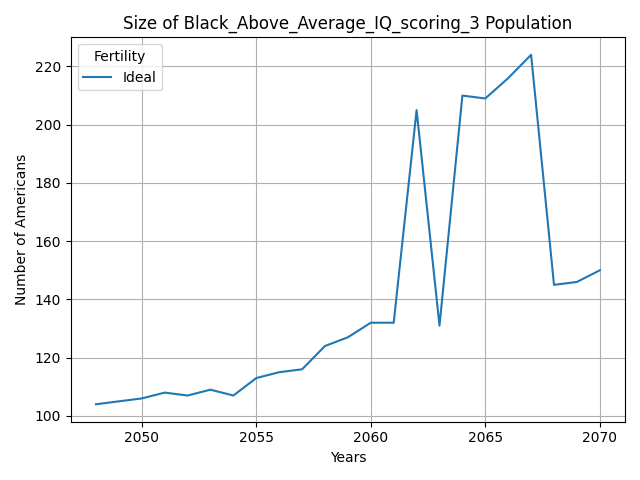 Size of Black_Above_Average_IQ_scoring_3 Population
Fertility
Ideal
Number of Americans
220
200
180
160
140
120
100
2050 2055 2060 2065 2070
Years